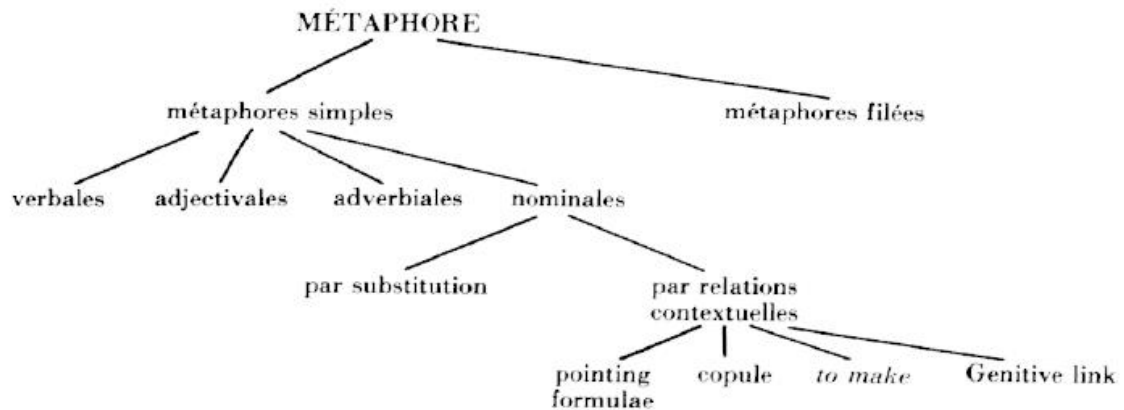 MÉTAPHORE
métaphores simples métaphores filées
verbales adjectivales adverbiales nominales
par substitution par relations
contextuelles
pointing copule to make Genitive link
formulae